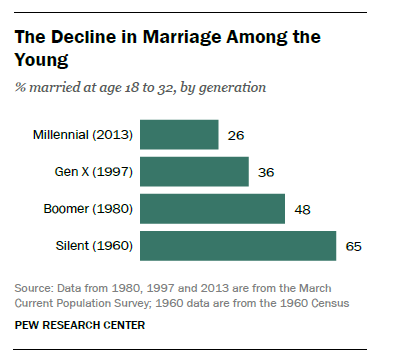 The Decline in Marriage Among the
Young
% married at age 18 to 32, by generation
Millennial (2013) 26
Gen X (1997) 36
Boomer (1980) 48
Silent (1960) 65
Source: Data from 1980, 1997 and 2013 are from the March
Current Population Survey; 1960 data are from the 1960 Census
PEW RESEARCH CENTER